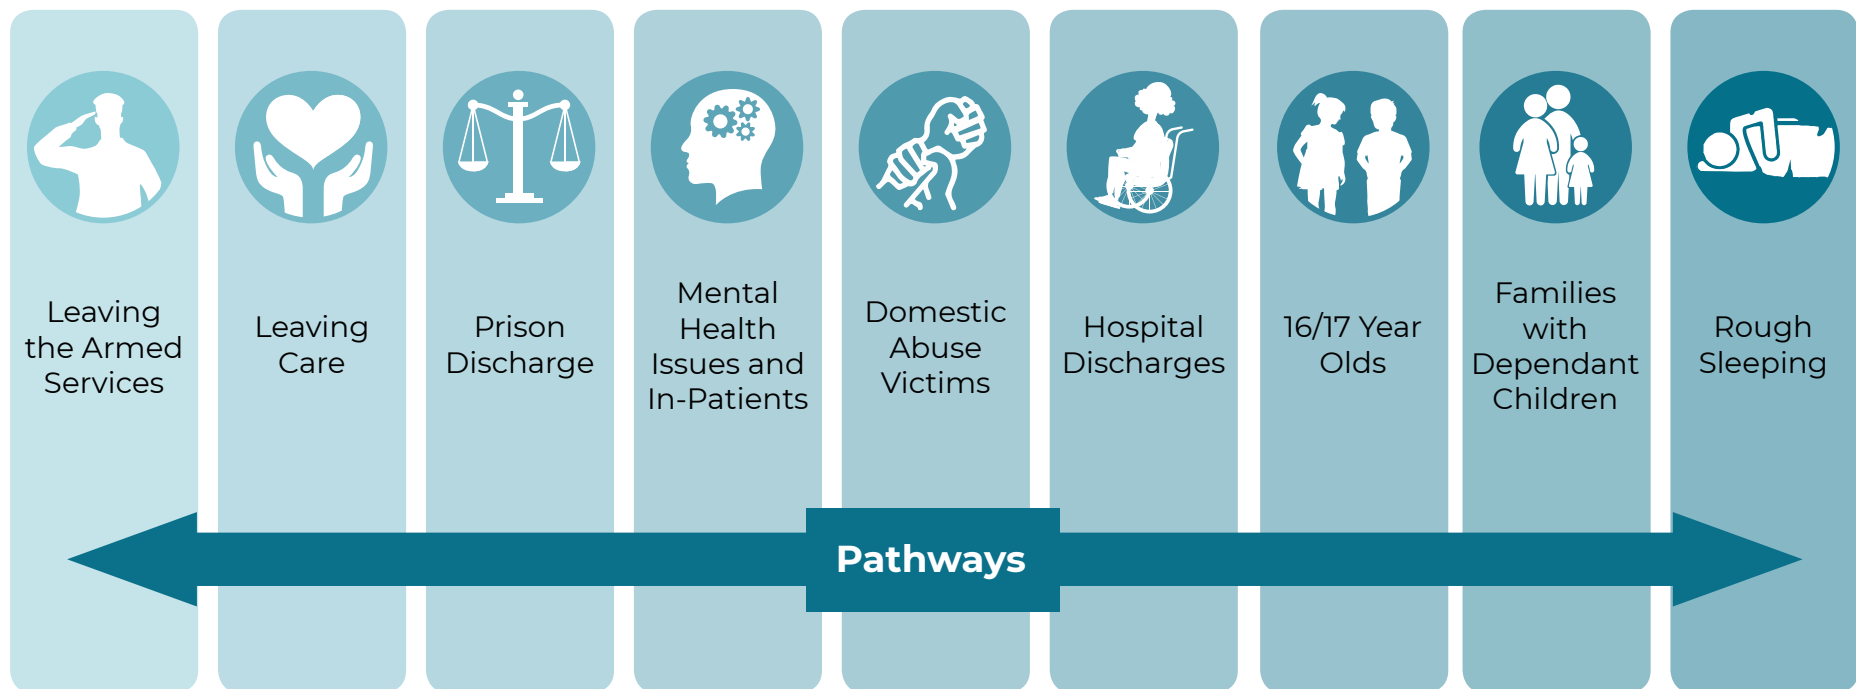 Leaving
the Armed
Services
Leaving
Care
Prison
Discharge
Mental
Health
Issues and
In-Patients
Domestic
Abuse
Victims
Hospital
Discharges
16/17 Year
Olds
Families
with
Dependant
Children
Rough
Sleeping
Pathways